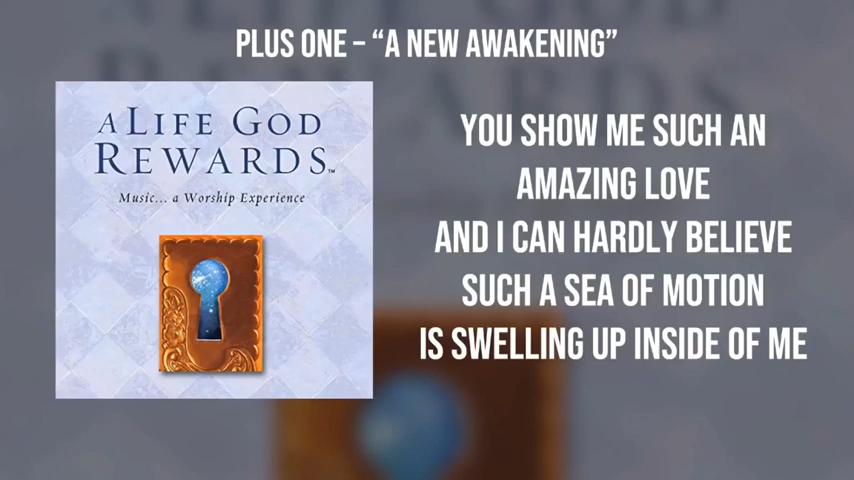 PLUS ONE – “A NEW AWAKENING”
A LIFE GOD
REWARDS™
Music... a Worship Experience
YOU SHOW ME SUCH AN
AMAZING LOVE
AND I CAN HARDLY BELIEVE
SUCH A SEA OF MOTION
IS SWELLING UP INSIDE OF ME